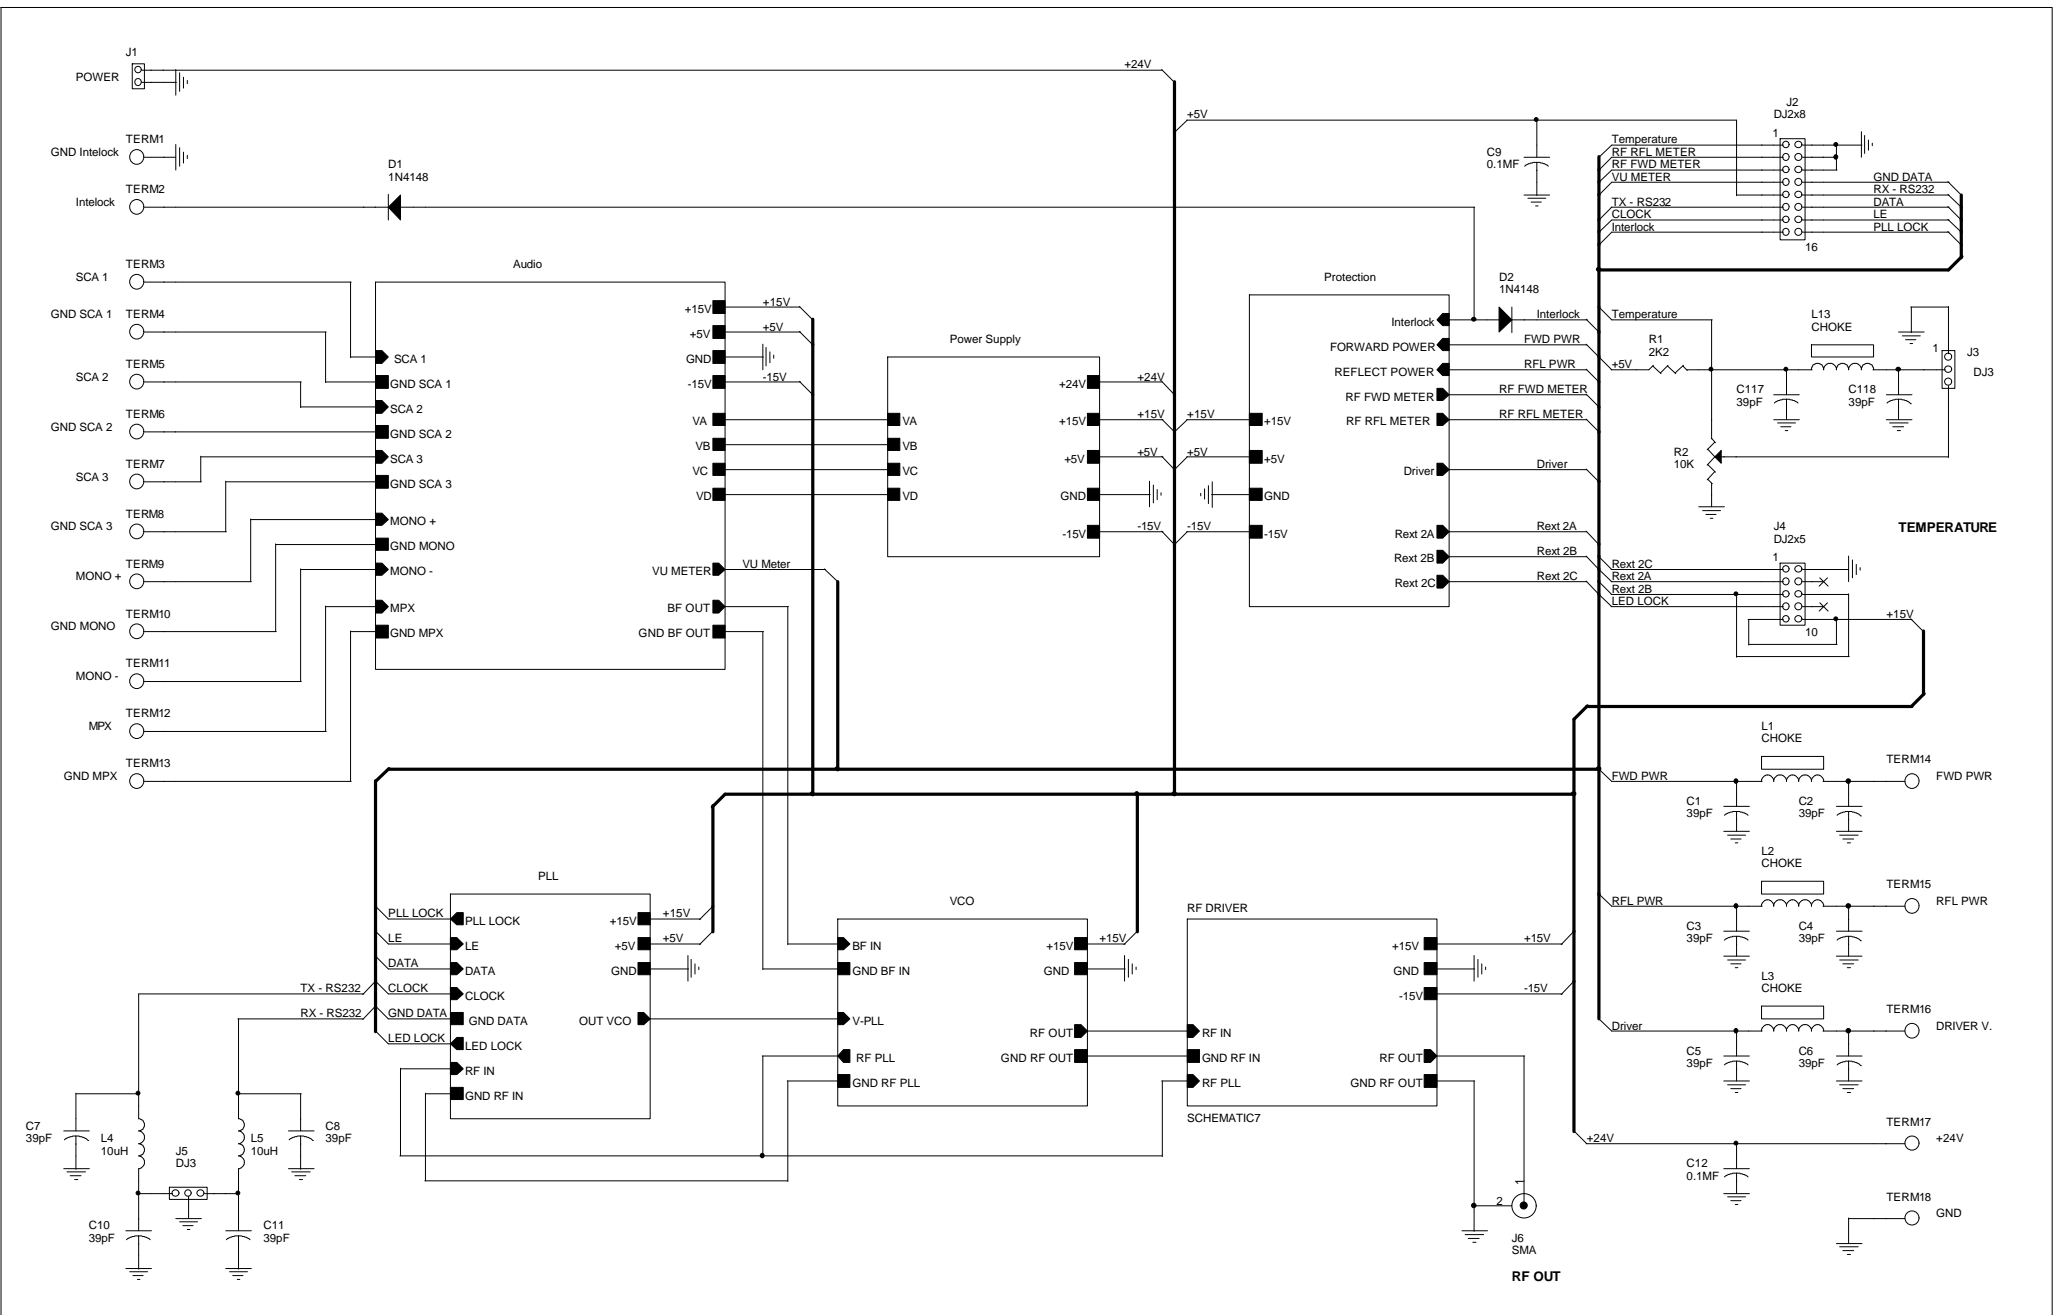 J1
POWER
+24V
TERM1
GND Intelock
TERM2
Intelock
D1
1N4148
+5V
C9
0.1MF
J2
DJ2x8
1
Temperature
RF RFL METER
RF FWD METER
VU METER
TX - RS232
CLOCK
Interlock
GND DATA
RX - RS232
DATA
LE
PLL LOCK
16
TERM3
SCA 1
TERM4
GND SCA 1
TERM5
SCA 2
TERM6
GND SCA 2
TERM7
SCA 3
TERM8
GND SCA 3
TERM9
MONO +
TERM10
GND MONO
TERM11
MONO -
TERM12
MPX
TERM13
GND MPX
Audio
SCA 1
GND SCA 1
SCA 2
GND SCA 2
SCA 3
GND SCA 3
MONO +
GND MONO
MONO -
MPX
GND MPX
+15V
+5V
GND
-15V
VA
VB
VC
VD
VU METER
BF OUT
GND BF OUT
+15V
+5V
-15V
VU Meter
Power Supply
VA
VB
VC
VD
+24V
+15V
+5V
GND
-15V
+24V
+15V
+5V
-15V
+15V
+5V
-15V
Protection
+15V
+5V
GND
-15V
Interlock
FORWARD POWER
REFLECT POWER
RF FWD METER
RF RFL METER
Driver
Rext 2A
Rext 2B
Rext 2C
D2
1N4148
Interlock
FWD PWR
RFL PWR
RF FWD METER
RF RFL METER
Driver
Rext 2A
Rext 2B
Rext 2C
Temperature
+5V
R1
2K2
L13
CHOKE
C117
39pF
C118
39pF
1
J3
DJ3
R2
10K
TEMPERATURE
J4
DJ2x5
1
Rext 2C
Rext 2A
Rext 2B
LED LOCK
10
+15V
L1
CHOKE
FWD PWR
C1
39pF
C2
39pF
TERM14
FWD PWR
L2
CHOKE
RFL PWR
C3
39pF
C4
39pF
TERM15
RFL PWR
L3
CHOKE
Driver
C5
39pF
C6
39pF
TERM16
DRIVER V.
+24V
C12
0.1MF
TERM17
+24V
TERM18
GND
PLL
PLL LOCK
LE
DATA
CLOCK
GND DATA
LED LOCK
PLL LOCK
LE
DATA
CLOCK
GND DATA
LED LOCK
RF IN
GND RF IN
+15V
+5V
GND
OUT VCO
+15V
+5V
TX - RS232
RX - RS232
C7
39pF
L4
10uH
J5
DJ3
L5
10uH
C8
39pF
C10
39pF
C11
39pF
VCO
BF IN
GND BF IN
V-PLL
RF PLL
GND RF PLL
+15V
GND
RF OUT
GND RF OUT
+15V
RF DRIVER
RF IN
GND RF IN
RF PLL
+15V
GND
-15V
RF OUT
GND RF OUT
SCHEMATIC7
+15V
-15V
1
2
J6
SMA
RF OUT